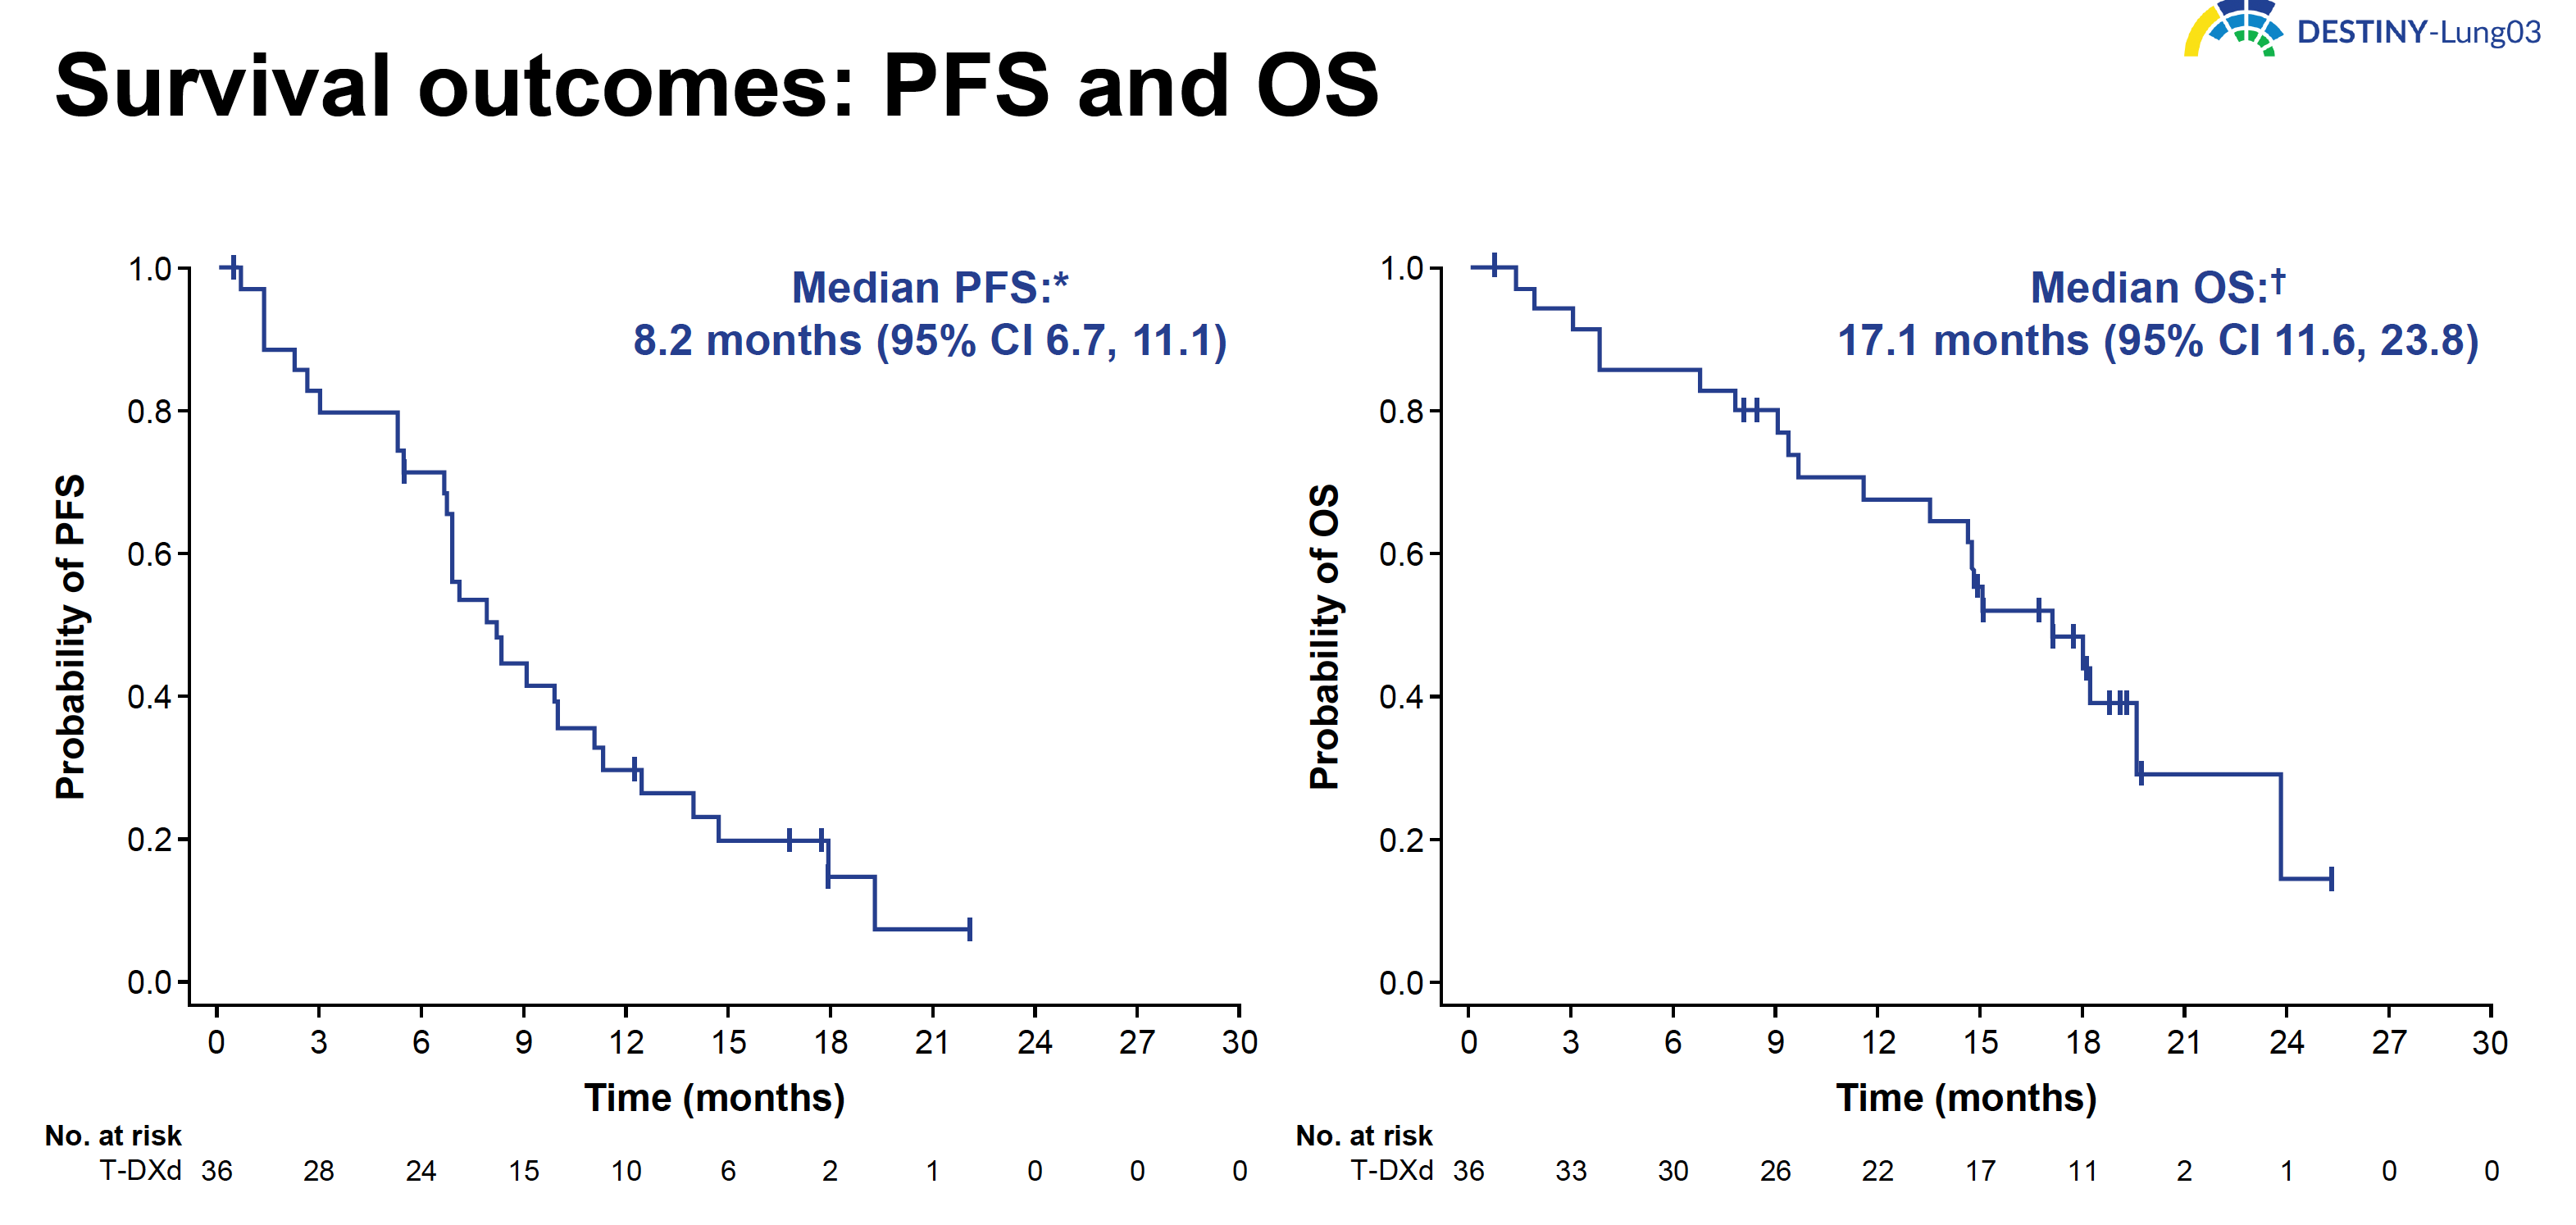 DESTINY-Lung03
Survival outcomes: PFS and OS
Median PFS:*
8.2 months (95% CI 6.7, 11.1)
Probability of PFS
1.0
0.8
0.6
0.4
0.2
0.0
0 3 6 9 12 15 18 21 24 27 30
Time (months)
No. at risk
T-DXd 36 28 24 15 10 6 2 1 0 0 0
Median OS:†
17.1 months (95% CI 11.6, 23.8)
Probability of OS
1.0
0.8
0.6
0.4
0.2
0.0
0 3 6 9 12 15 18 21 24 27 30
Time (months)
No. at risk
T-DXd 36 33 30 26 22 17 11 2 1 0 0